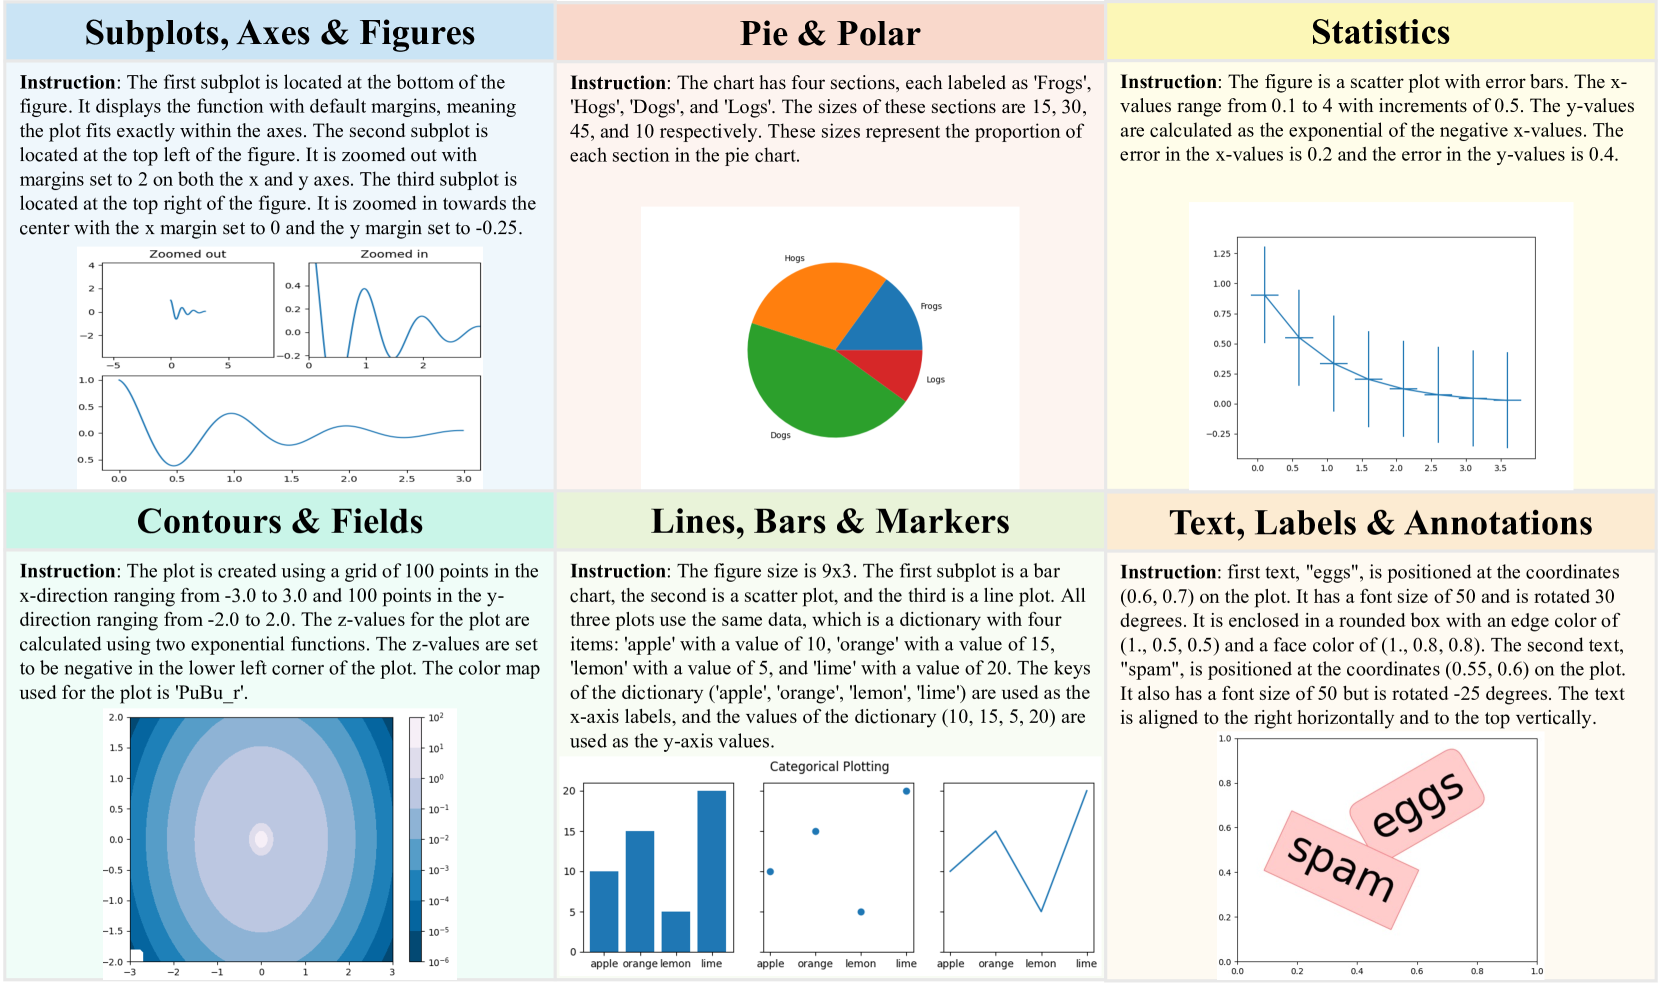 Subplots, Axes & Figures
Instruction: The first subplot is located at the bottom of the
figure. It displays the function with default margins, meaning
the plot fits exactly within the axes. The second subplot is
located at the top left of the figure. It is zoomed out with
margins set to 2 on both the x and y axes. The third subplot is
located at the top right of the figure. It is zoomed in towards the
center with the x margin set to 0 and the y margin set to -0.25.
Zoomed out
4
2
0
−2
−5 0 5
Zoomed in
0.4
0.2
0.0
−0.2
0 1 2
1.0
0.5
0.0
0.5
0.0 0.5 1.0 1.5 2.0 2.5 3.0
Pie & Polar
Instruction: The chart has four sections, each labeled as 'Frogs',
'Hogs', 'Dogs', and 'Logs'. The sizes of these sections are 15, 30,
45, and 10 respectively. These sizes represent the proportion of
each section in the pie chart.
Hogs
Frogs
Logs
Dogs
Statistics
Instruction: The figure is a scatter plot with error bars. The x-
values range from 0.1 to 4 with increments of 0.5. The y-values
are calculated as the exponential of the negative x-values. The
error in the x-values is 0.2 and the error in the y-values is 0.4.
1.25
1.00
0.75
0.50
0.25
0.00
−0.25
0.0 0.5 1.0 1.5 2.0 2.5 3.0 3.5
Contours & Fields
Instruction: The plot is created using a grid of 100 points in the
x-direction ranging from -3.0 to 3.0 and 100 points in the y-
direction ranging from -2.0 to 2.0. The z-values for the plot are
calculated using two exponential functions. The z-values are set
to be negative in the lower left corner of the plot. The color map
used for the plot is 'PuBu_r'.
2.0
1.5
1.0
0.5
0.0
−0.5
−1.0
−1.5
−2.0
−3 −2 −1 0 1 2 3
10²
10¹
10⁰
10⁻¹
10⁻²
10⁻³
10⁻⁴
10⁻⁵
10⁻⁶
Lines, Bars & Markers
Instruction: The figure size is 9x3. The first subplot is a bar
chart, the second is a scatter plot, and the third is a line plot. All
three plots use the same data, which is a dictionary with four
items: 'apple' with a value of 10, 'orange' with a value of 15,
'lemon' with a value of 5, and 'lime' with a value of 20. The keys
of the dictionary ('apple', 'orange', 'lemon', 'lime') are used as the
x-axis labels, and the values of the dictionary (10, 15, 5, 20) are
used as the y-axis values.
Categorical Plotting
20
15
10
5
0
apple orange lemon lime
apple orange lemon lime
apple orange lemon lime
Text, Labels & Annotations
Instruction: first text, "eggs", is positioned at the coordinates
(0.6, 0.7) on the plot. It has a font size of 50 and is rotated 30
degrees. It is enclosed in a rounded box with an edge color of
(1., 0.5, 0.5) and a face color of (1., 0.8, 0.8). The second text,
"spam", is positioned at the coordinates (0.55, 0.6) on the plot.
It also has a font size of 50 but is rotated -25 degrees. The text
is aligned to the right horizontally and to the top vertically.
1.0
0.8
0.6
0.4
0.2
0.0
eggs
spam
0.0 0.2 0.4 0.6 0.8 1.0